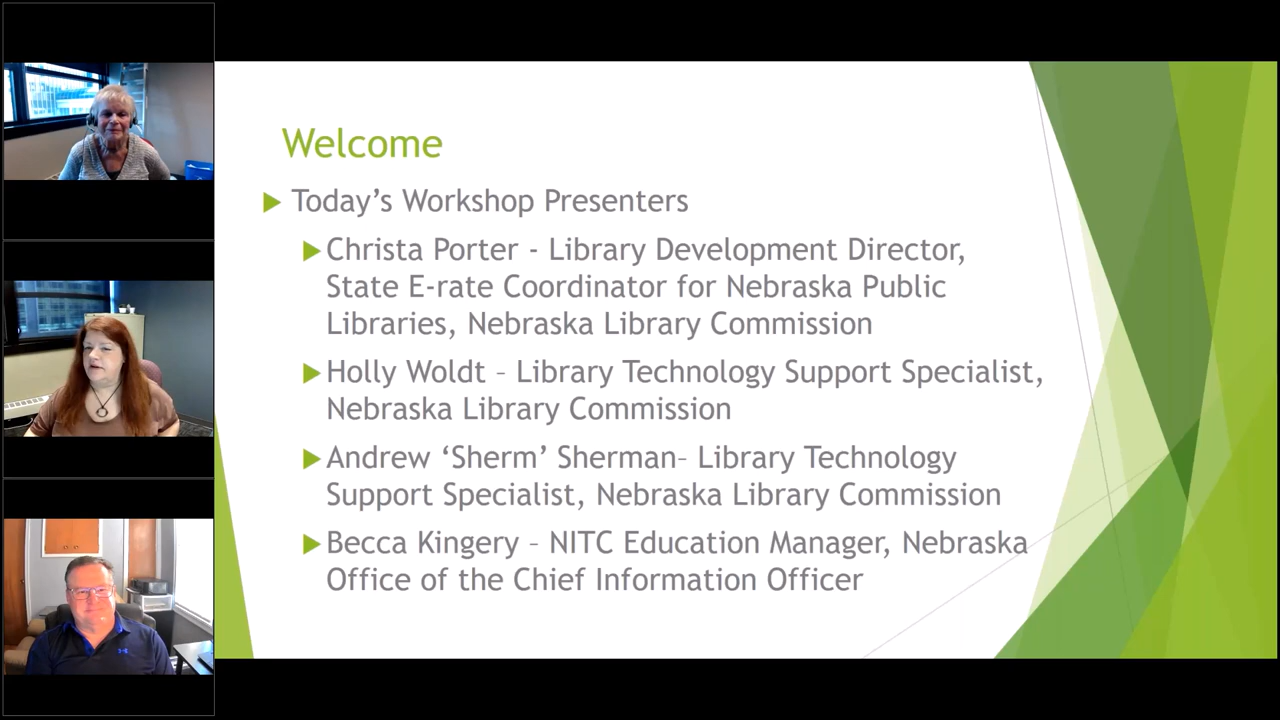 Welcome
Today’s Workshop Presenters
Christa Porter - Library Development Director,
State E-rate Coordinator for Nebraska Public
Libraries, Nebraska Library Commission
Holly Woldt – Library Technology Support Specialist,
Nebraska Library Commission
Andrew ‘Sherm’ Sherman– Library Technology
Support Specialist, Nebraska Library Commission
Becca Kingery – NITC Education Manager, Nebraska
Office of the Chief Information Officer